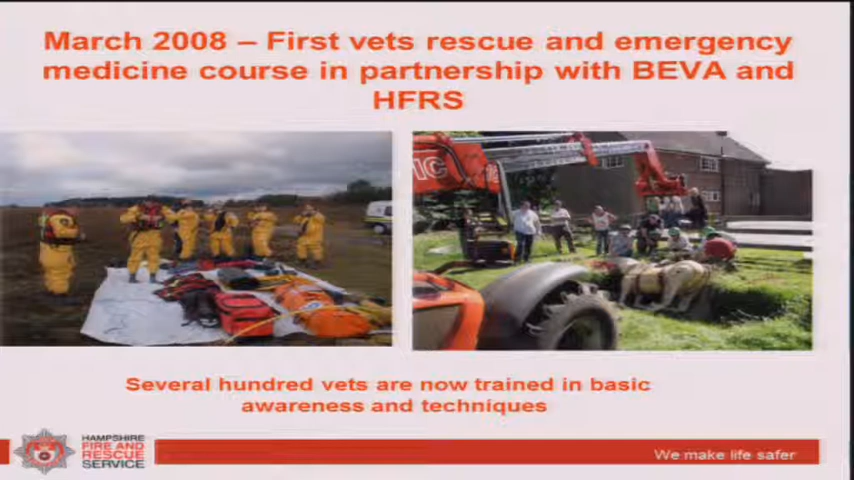 March 2008 – First vets rescue and emergency
medicine course in partnership with BEVA and
HFRS
IC
Several hundred vets are now trained in basic
awareness and techniques
HAMPSHIRE
FIRE AND
RESCUE
SERVICE
We make life safer